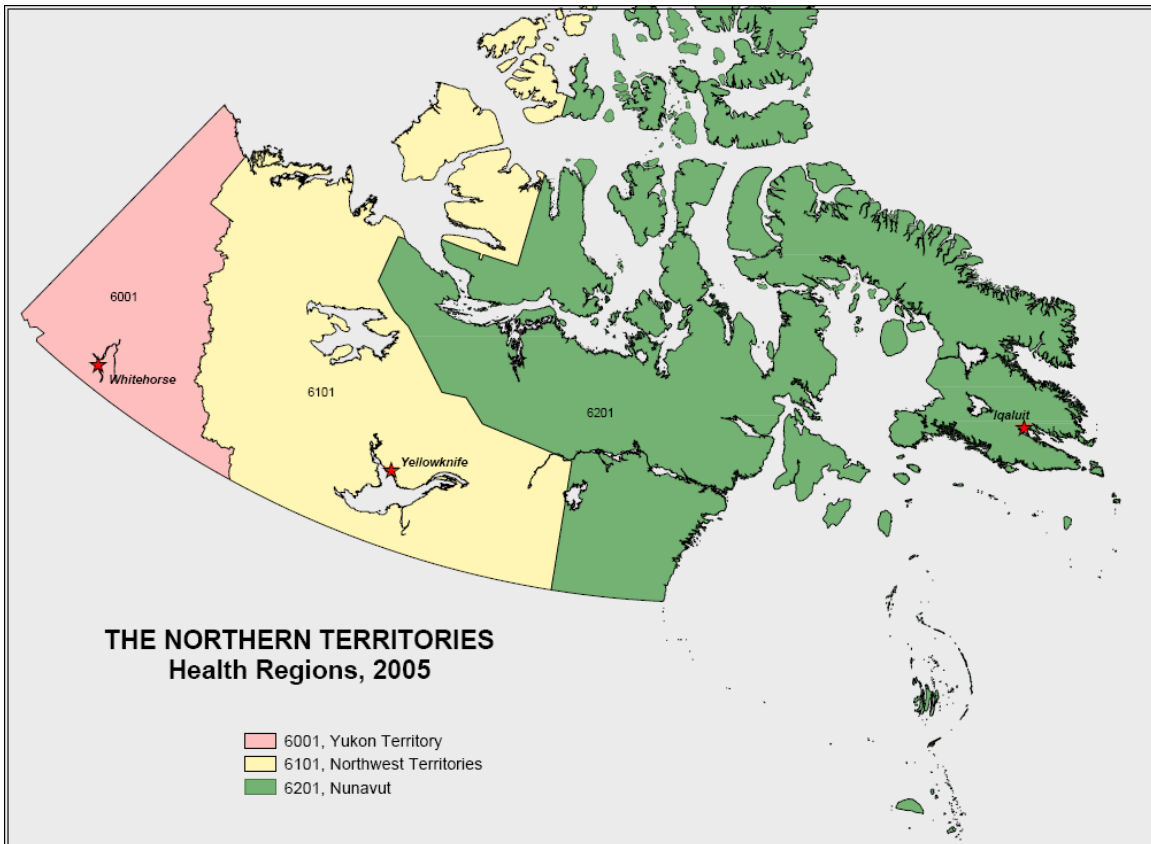 6001
Whitehorse
6101
6201
Iqaluit
Yellowknife
THE NORTHERN TERRITORIES
Health Regions, 2005
6001, Yukon Territory
6101, Northwest Territories
6201, Nunavut